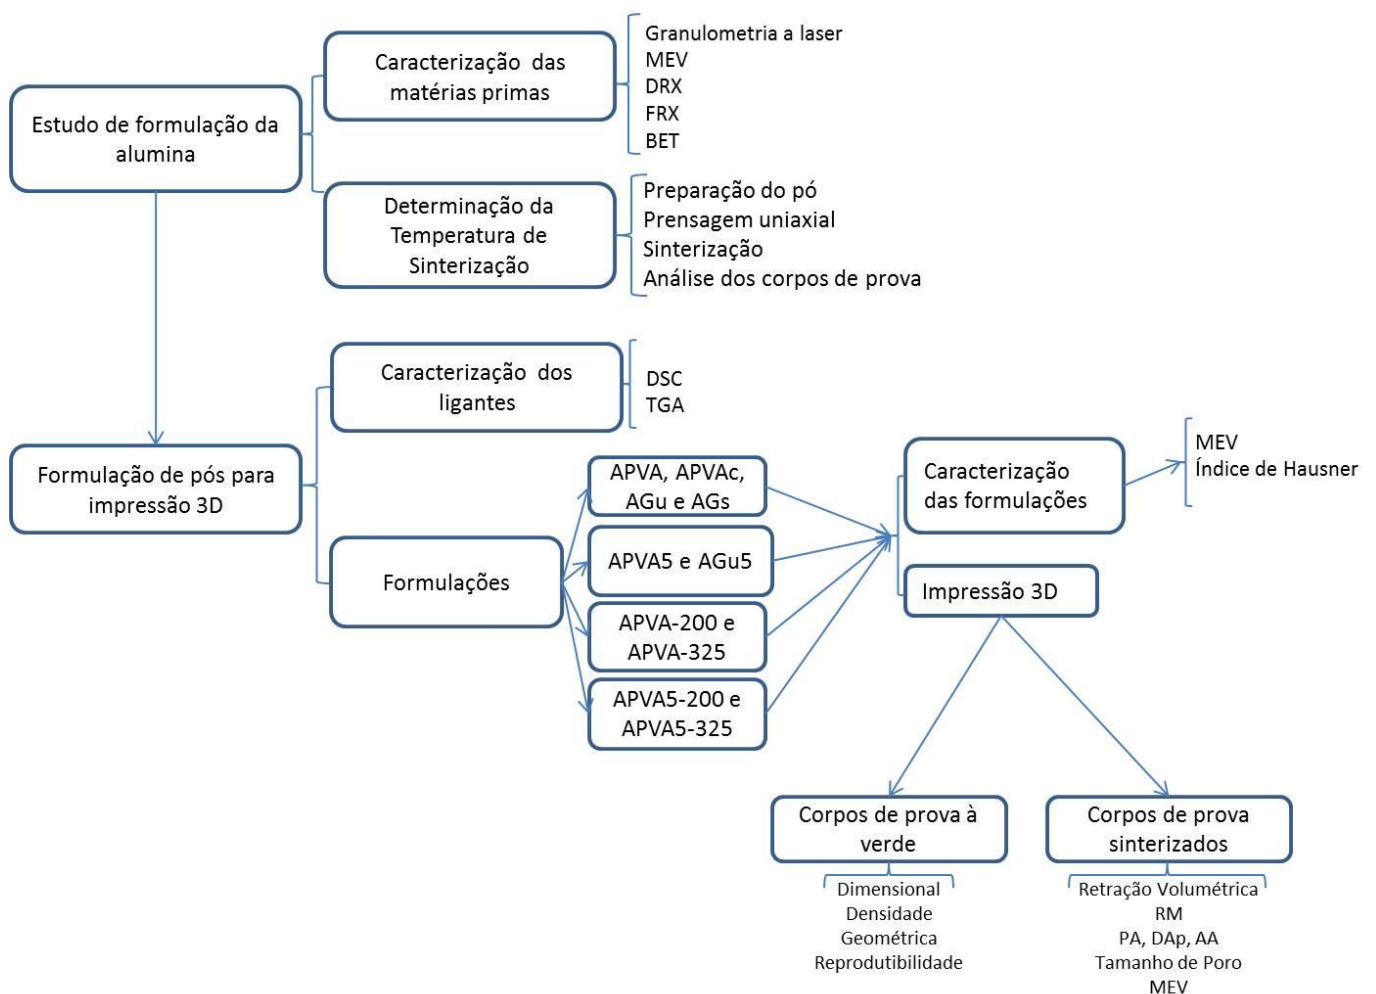 Estudo de formulação da
alumina
Caracterização das
matérias primas
Granulometria a laser
MEV
DRX
FRX
BET
Determinação da
Temperatura de
Sinterização
Preparação do pó
Prensagem uniaxial
Sinterização
Análise dos corpos de prova
Formulação de pós para
impressão 3D
Caracterização dos
ligantes
DSC
TGA
Formulações
APVA, APVAc,
AGu e AGs
APVA5 e AGu5
APVA-200 e
APVA-325
APVA5-200 e
APVA5-325
Caracterização
das formulações
MEV
Índice de Hausner
Impressão 3D
Corpos de prova à
verde
Dimensional
Densidade
Geométrica
Reprodutibilidade
Corpos de prova
sinterizados
Retração Volumétrica
RM
PA, DAp, AA
Tamanho de Poro
MEV